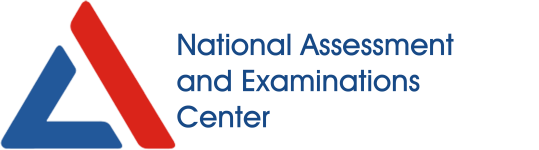 National Assessment
and Examinations
Center